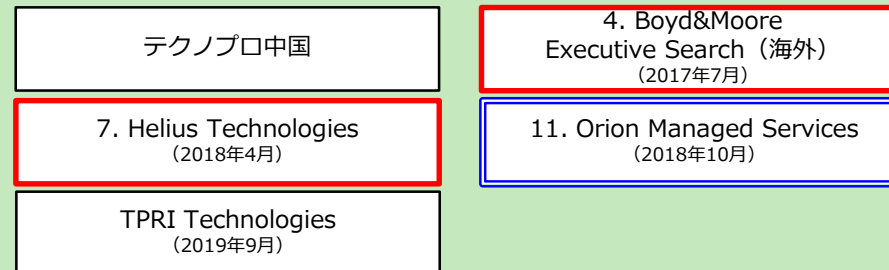 テクノプロ中国
4. Boyd&Moore
Executive Search（海外）
（2017年7月）
7. Helius Technologies
（2018年4月）
11. Orion Managed Services
（2018年10月）
TPRI Technologies
（2019年9月）